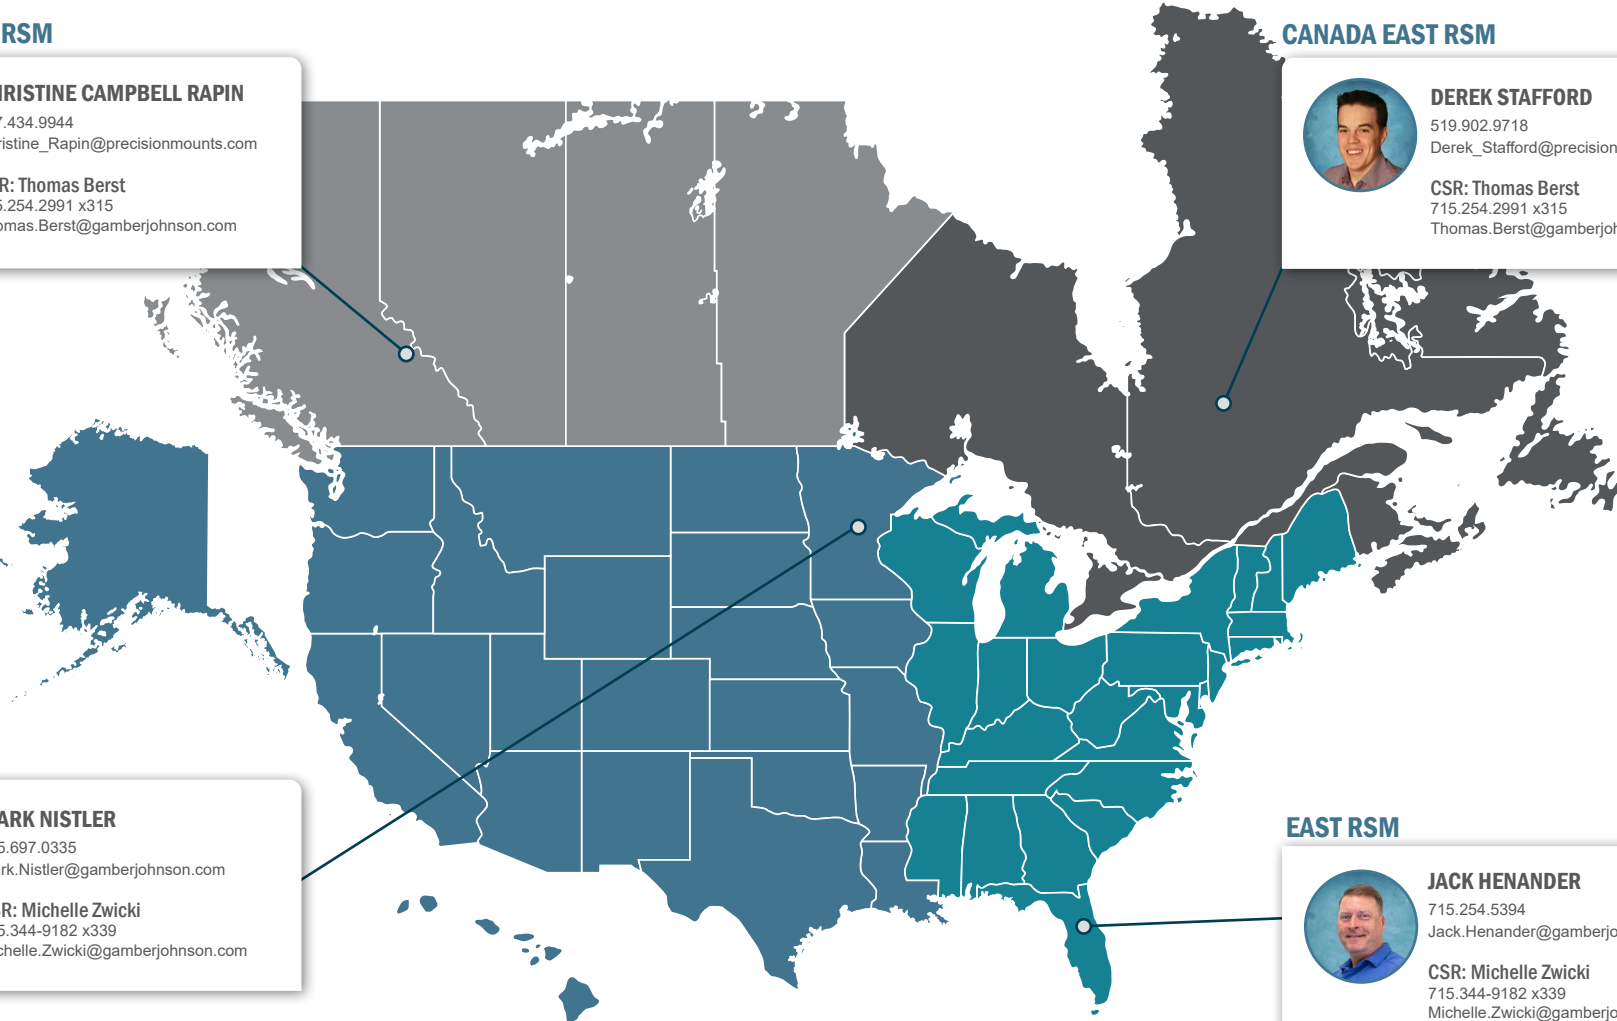 RSM
RISTINE CAMPBELL RAPIN
7.434.9944
ristine_Rapin@precisionmounts.com
R: Thomas Berst
5.254.2991 x315
omas.Berst@gamberjohnson.com
CANADA EAST RSM
DEREK STAFFORD
519.902.9718
Derek_Stafford@precision
CSR: Thomas Berst
715.254.2991 x315
Thomas.Berst@gamberjoh
ARK NISTLER
5.697.0335
rk.Nistler@gamberjohnson.com
R: Michelle Zwicki
5.344-9182 x339
chelle.Zwicki@gamberjohnson.com
EAST RSM
JACK HENANDER
715.254.5394
Jack.Henander@gamberjo
CSR: Michelle Zwicki
715.344-9182 x339
Michelle.Zwicki@gamberjo